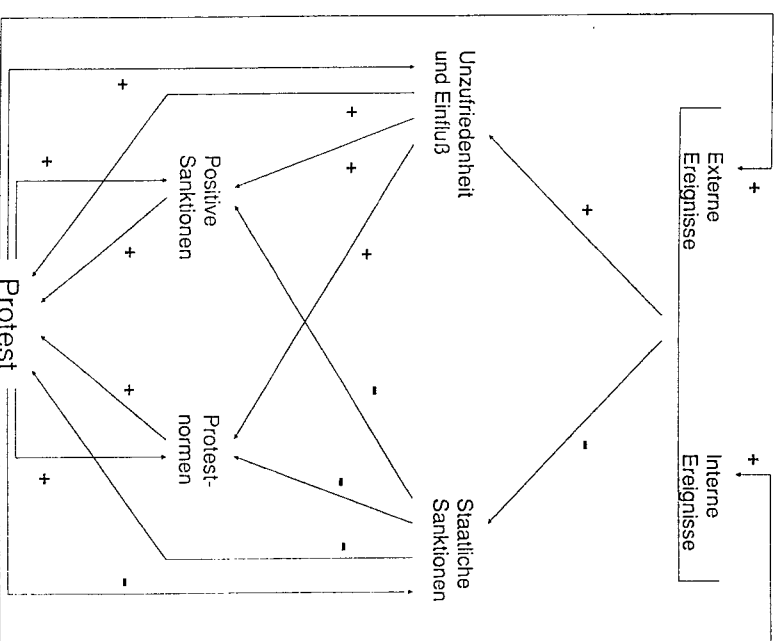 +
+
Externe
Ereignisse
Interne
Ereignisse
+
-
Unzufriedenheit
und Einfluß
Staatliche
Sanktionen
+
+
+
-
-
-
Positive
Sanktionen
Protest-
normen
+
+
+
-
+
+
Protest